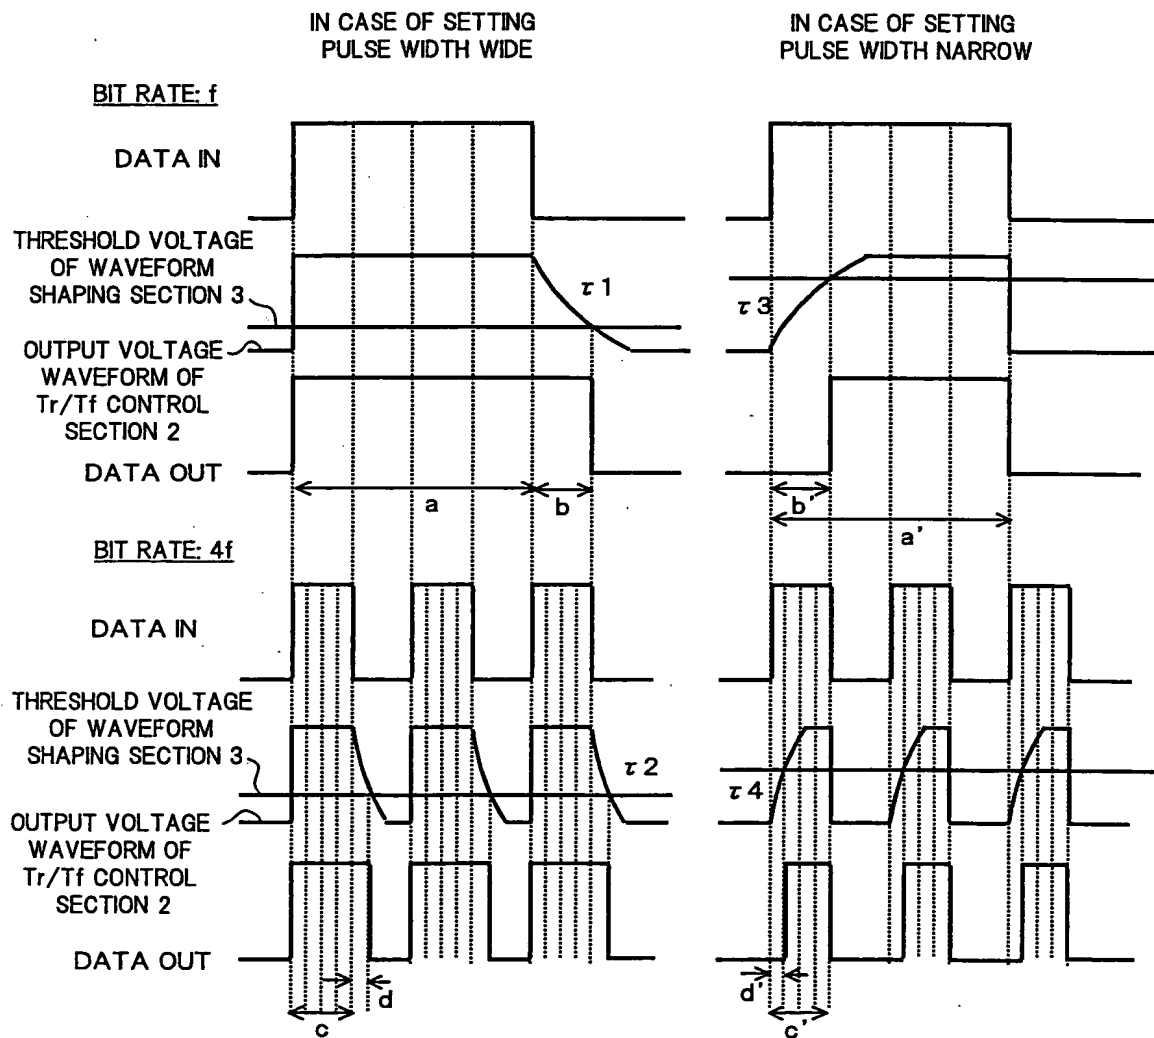 IN CASE OF SETTING
PULSE WIDTH WIDE
IN CASE OF SETTING
PULSE WIDTH NARROW
BIT RATE: f
DATA IN
THRESHOLD VOLTAGE
OF WAVEFORM
SHAPING SECTION 3
τ1
τ3
OUTPUT VOLTAGE
WAVEFORM OF
Tr/Tf CONTROL
SECTION 2
DATA OUT
a
b
b'
a'
BIT RATE: 4f
DATA IN
THRESHOLD VOLTAGE
OF WAVEFORM
SHAPING SECTION 3
τ2
τ4
OUTPUT VOLTAGE
WAVEFORM OF
Tr/Tf CONTROL
SECTION 2
DATA OUT
d
c
d'
c'